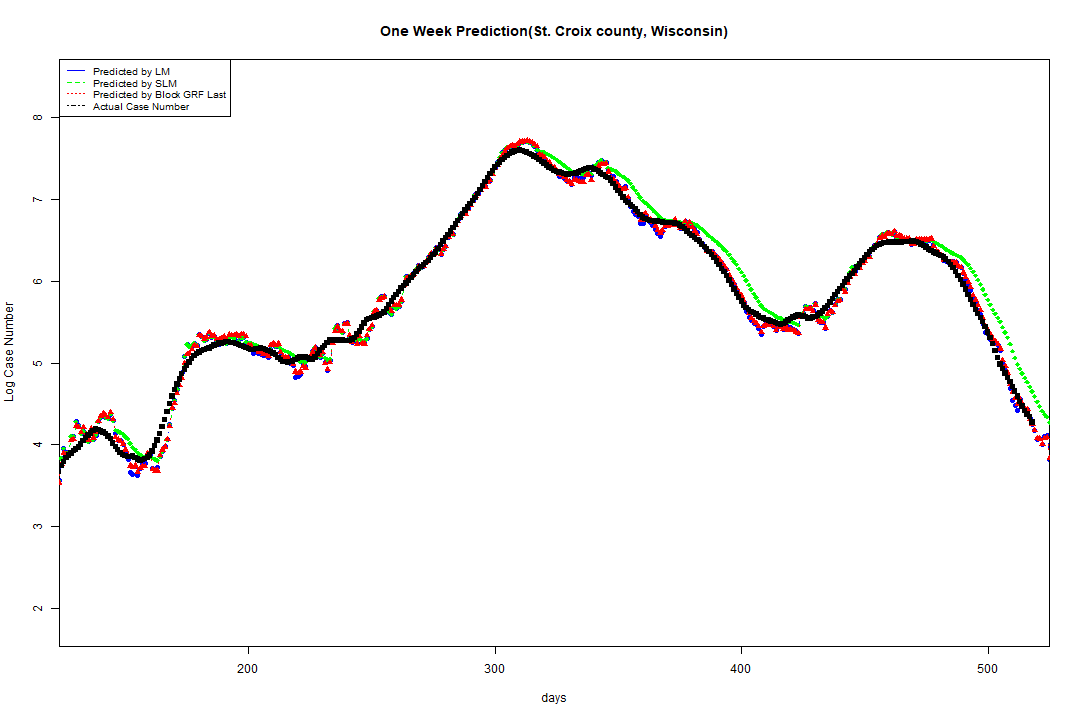 One Week Prediction(St. Croix county, Wisconsin)
Predicted by LM
Predicted by SLM
Predicted by Block GRF Last
Actual Case Number
8
7
6
5
4
3
2
Log Case Number
200 300 400 500
days